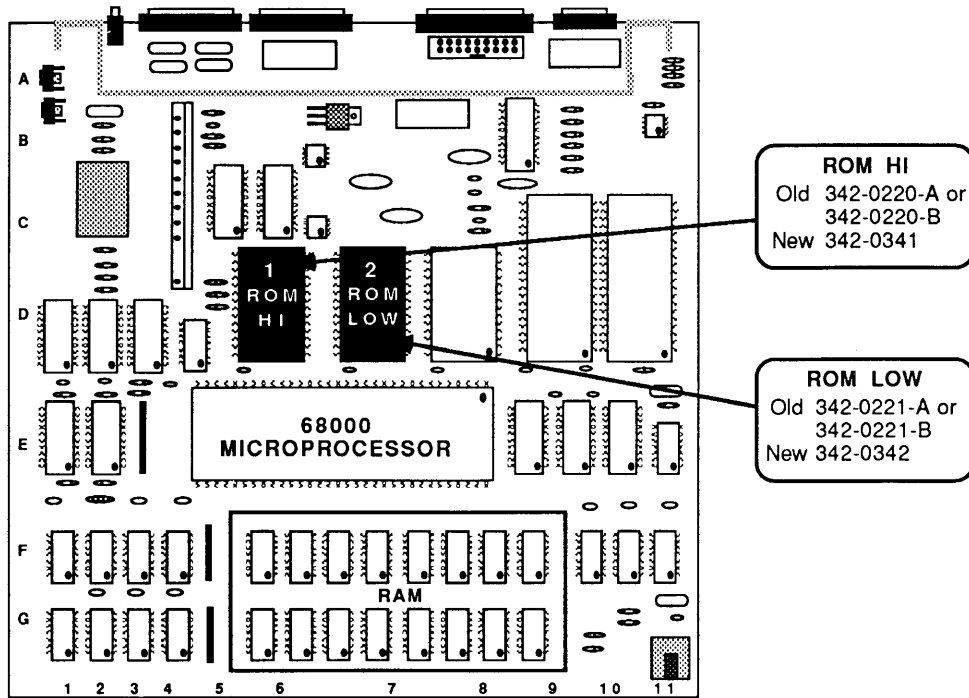 A
B
C
D
E
F
G
ROM HI
Old 342-0220-A or
342-0220-B
New 342-0341
1
ROM
HI
2
ROM
LOW
ROM LOW
Old 342-0221-A or
342-0221-B
New 342-0342
68000
MICROPROCESSOR
RAM
1 2 3 4 5 6 7 8 9 10 11